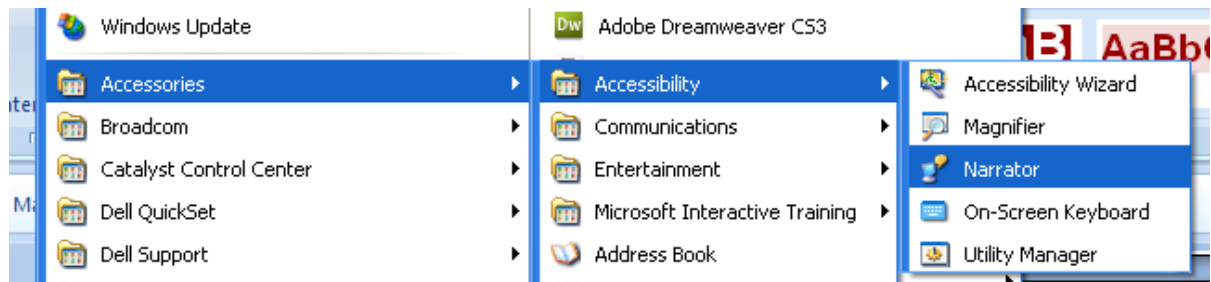 Windows Update
Accessories
Broadcom
Catalyst Control Center
Dell QuickSet
Dell Support
Dw Adobe Dreamweaver CS3
Accessibility
Communications
Entertainment
Microsoft Interactive Training
Address Book
Accessibility Wizard
Magnifier
Narrator
On-Screen Keyboard
Utility Manager